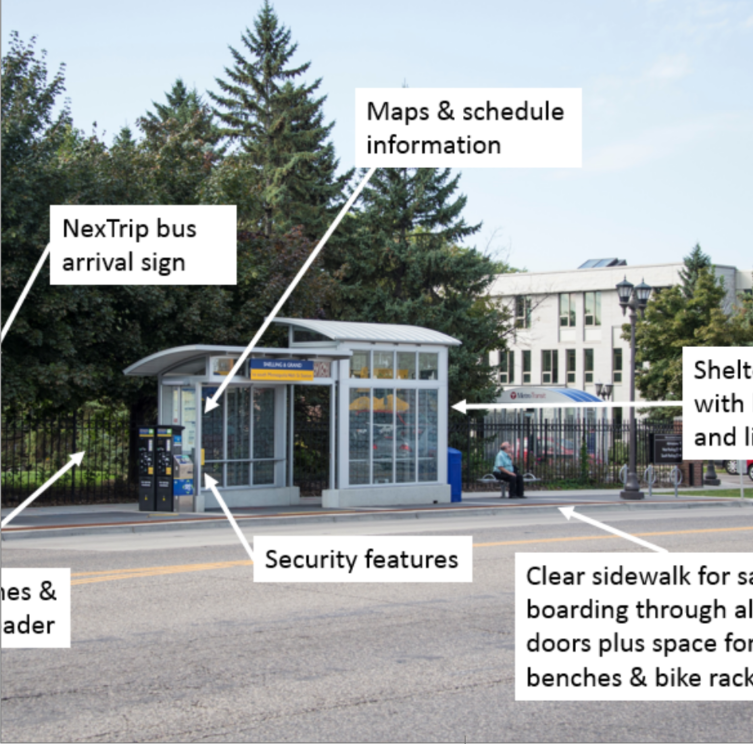 Maps & schedule
information
NexTrip bus
arrival sign
SNELLING & GRAND
MetroTransit
Shelt
with
and li
Security features
nes &
ader
Clear sidewalk for sa
boarding through al
doors plus space for
benches & bike rack